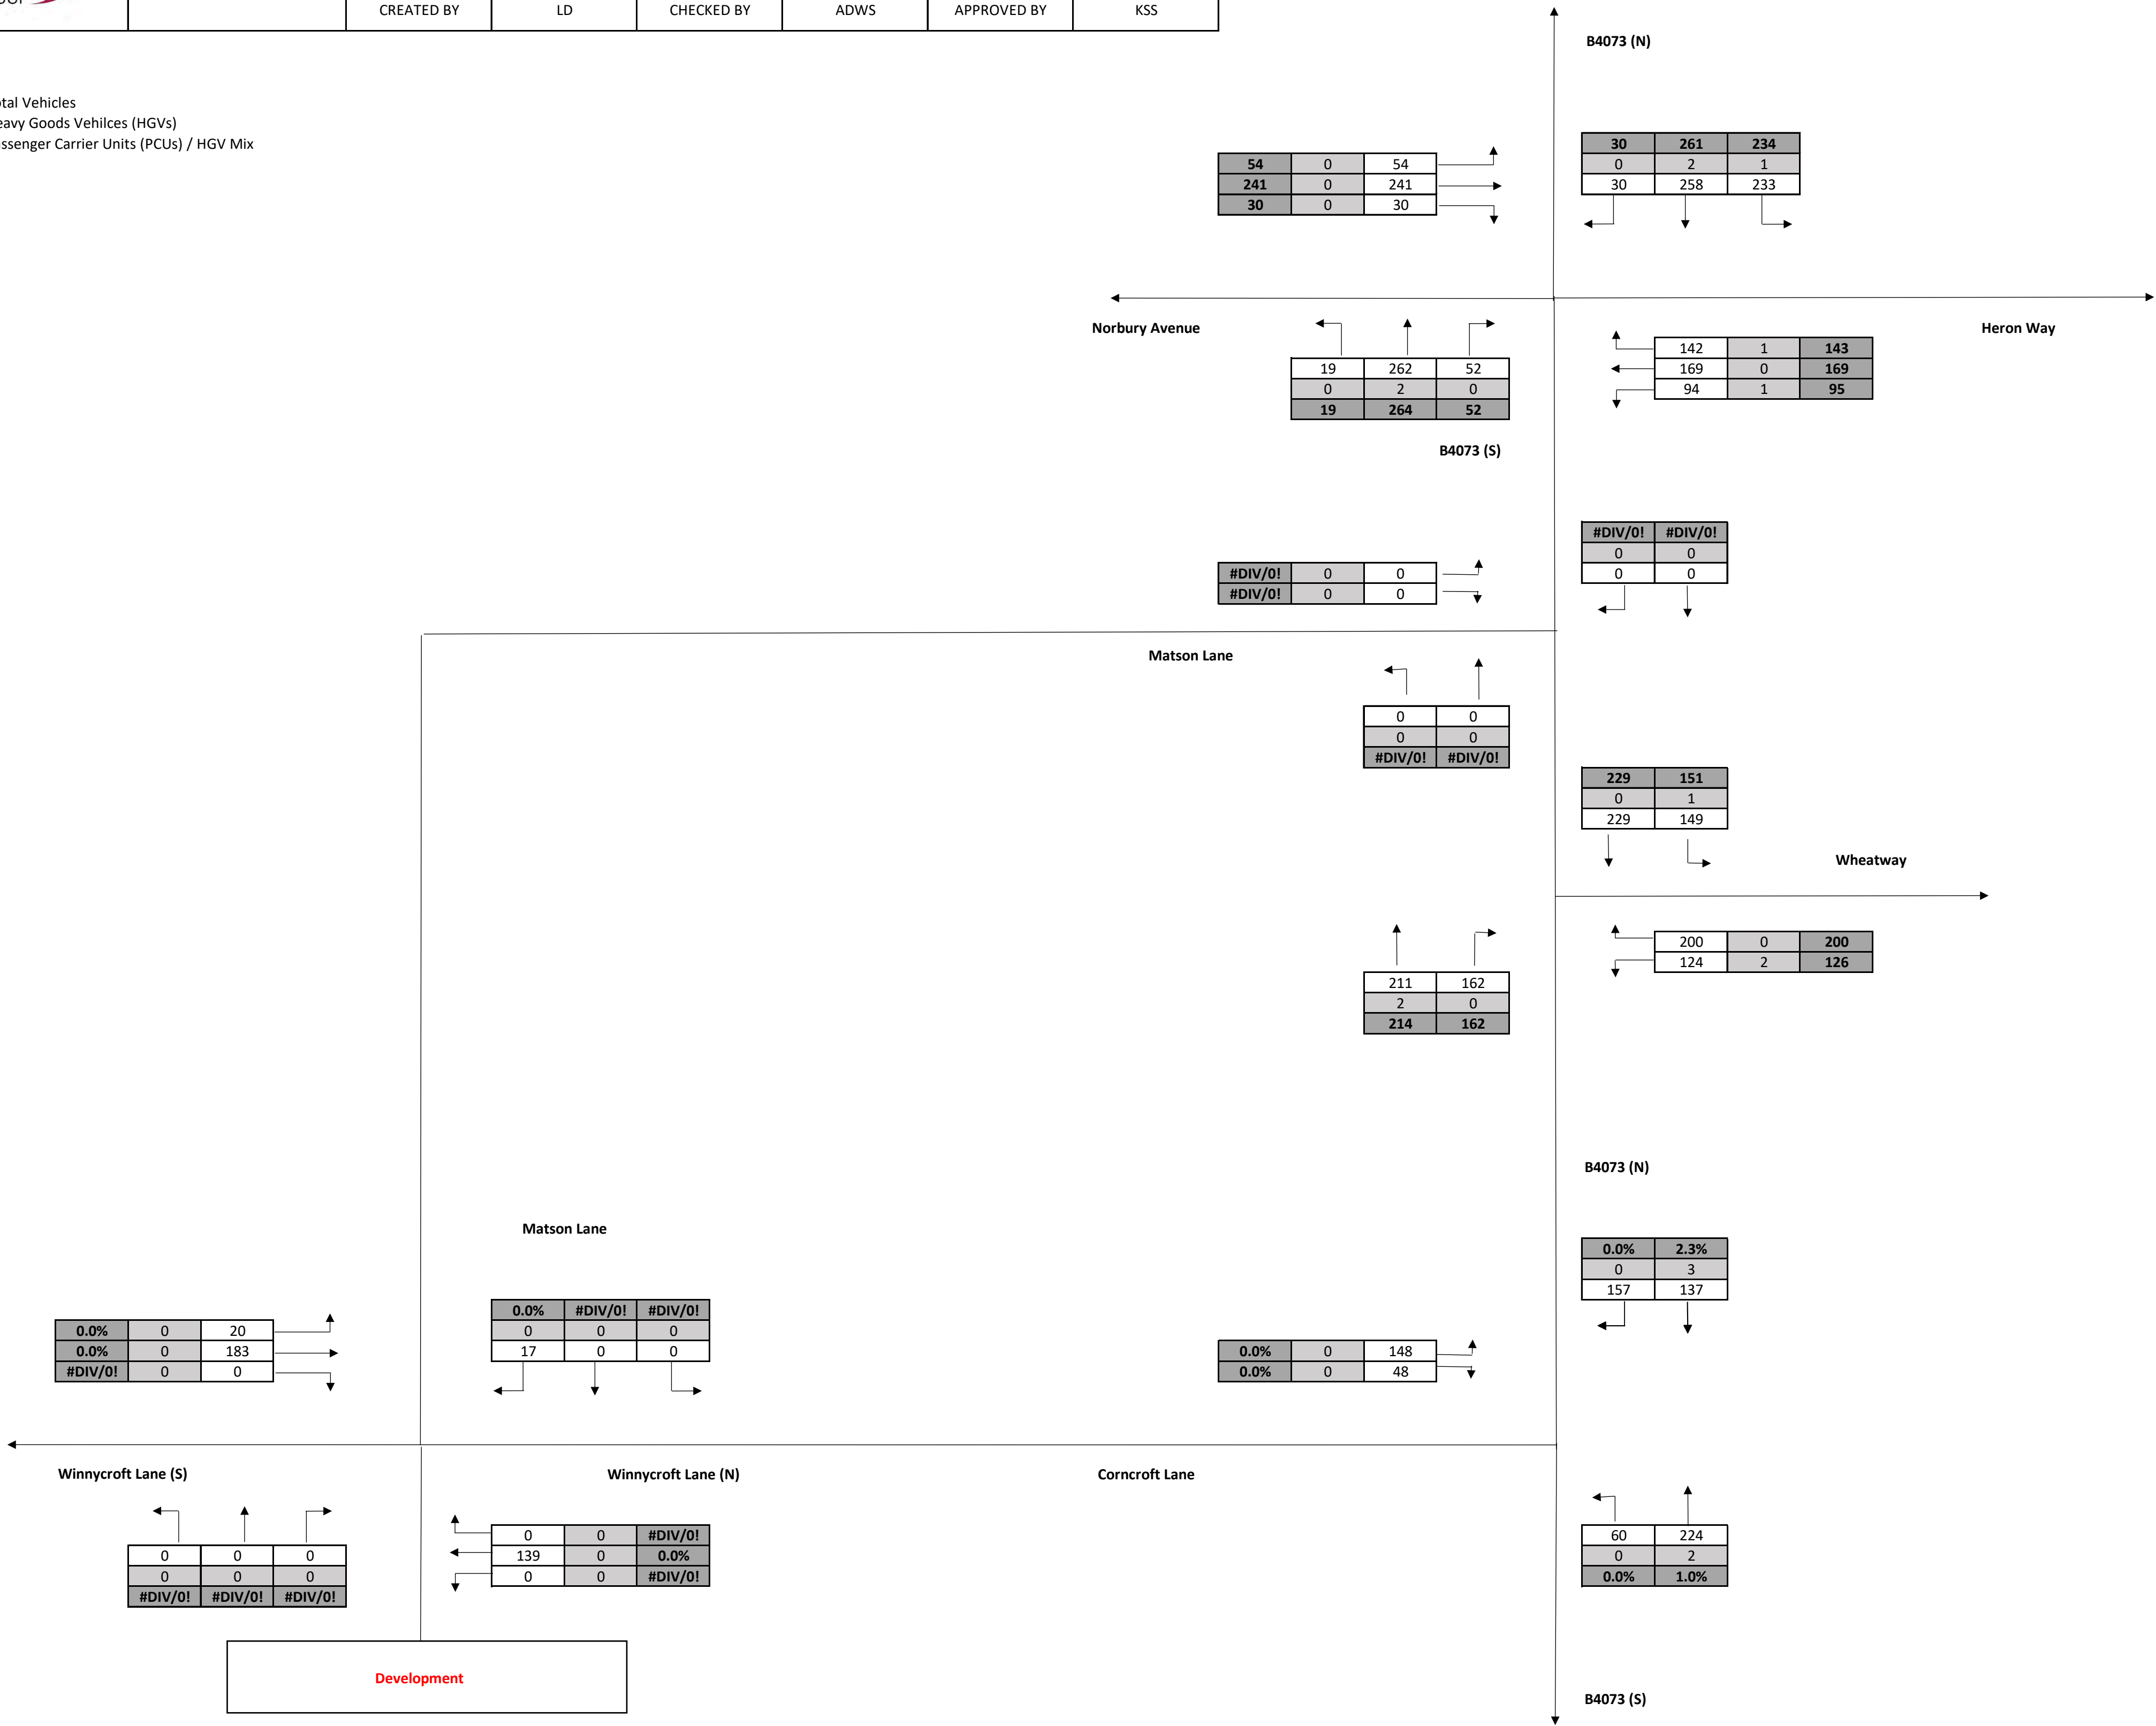 CREATED BY LD CHECKED BY ADWS APPROVED BY KSS
B4073 (N)
otal Vehicles
eavy Goods Vehilces (HGVs)
assenger Carrier Units (PCUs) / HGV Mix
30 261 234
0 2 1
30 258 233
54 0 54
241 0 241
30 0 30
Norbury Avenue
Heron Way
19 262 52
0 2 0
19 264 52
142 1 143
169 0 169
94 1 95
B4073 (S)
#DIV/0! #DIV/0!
0 0
0 0
#DIV/0! 0 0
#DIV/0! 0 0
Matson Lane
0 0
0 0
#DIV/0! #DIV/0!
229 151
0 1
229 149
Wheatway
200 0 200
124 2 126
211 162
2 0
214 162
B4073 (N)
Matson Lane
0.0% 2.3%
0 3
157 137
0.0% #DIV/0! #DIV/0!
0 0 0
17 0 0
0.0% 0 20
0.0% 0 183
#DIV/0! 0 0
0.0% 0 148
0.0% 0 48
Winnycroft Lane (S)
Winnycroft Lane (N)
Corncroft Lane
0 0 0
0 0 0
#DIV/0! #DIV/0! #DIV/0!
0 0 #DIV/0!
139 0 0.0%
0 0 #DIV/0!
60 224
0 2
0.0% 1.0%
Development
B4073 (S)